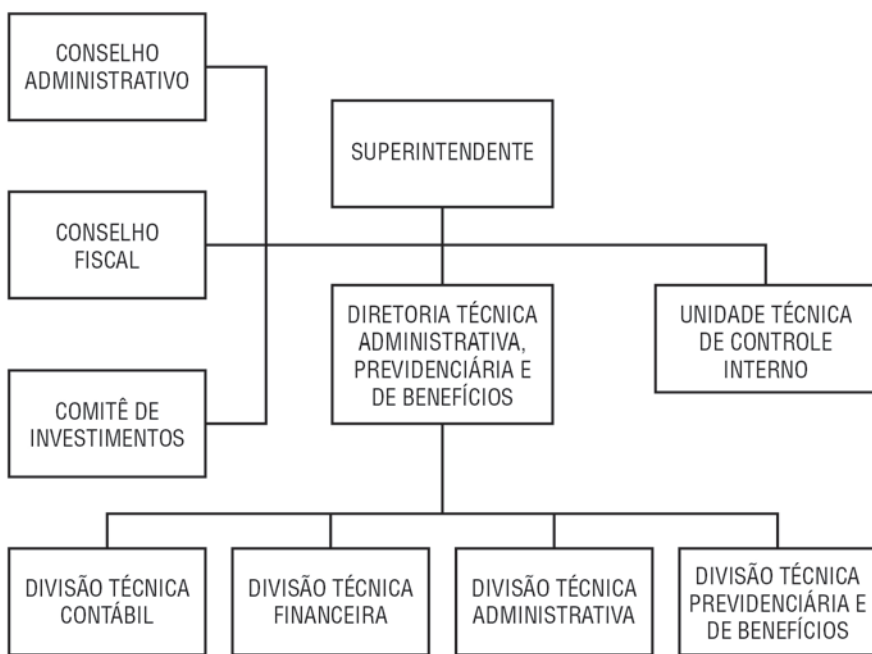 CONSELHO
ADMINISTRATIVO
SUPERINTENDENTE
CONSELHO
FISCAL
DIRETORIA TÉCNICA
ADMINISTRATIVA,
PREVIDENCIÁRIA E
DE BENEFÍCIOS
UNIDADE TÉCNICA
DE CONTROLE
INTERNO
COMITÊ DE
INVESTIMENTOS
DIVISÃO TÉCNICA
CONTÁBIL
DIVISÃO TÉCNICA
FINANCEIRA
DIVISÃO TÉCNICA
ADMINISTRATIVA
DIVISÃO TÉCNICA
PREVIDENCIÁRIA E
DE BENEFÍCIOS